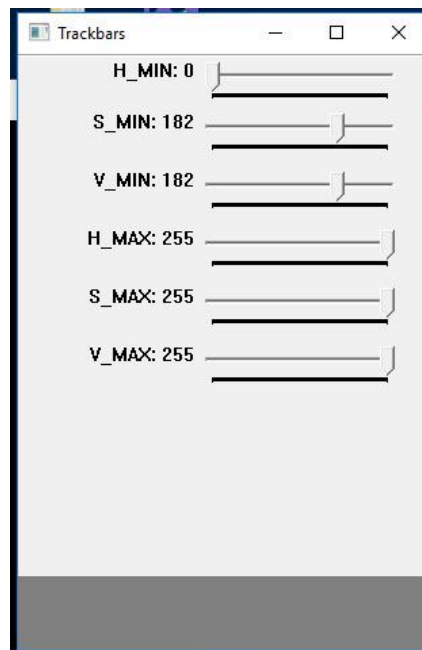 Trackbars
H_MIN: 0
S_MIN: 182
V_MIN: 182
H_MAX: 255
S_MAX: 255
V_MAX: 255